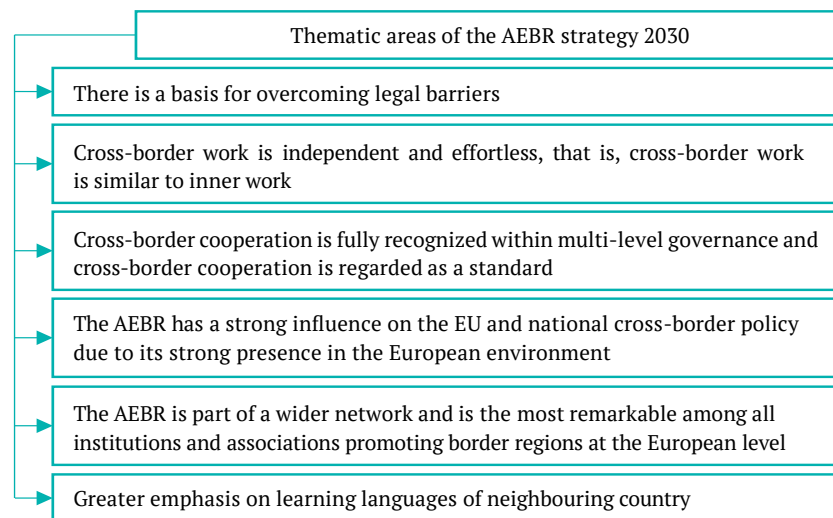 Thematic areas of the AEBR strategy 2030
There is a basis for overcoming legal barriers
Cross-border work is independent and effortless, that is, cross-border work
is similar to inner work
Cross-border cooperation is fully recognized within multi-level governance and
cross-border cooperation is regarded as a standard
The AEBR has a strong influence on the EU and national cross-border policy
due to its strong presence in the European environment
The AEBR is part of a wider network and is the most remarkable among all
institutions and associations promoting border regions at the European level
Greater emphasis on learning languages of neighbouring country